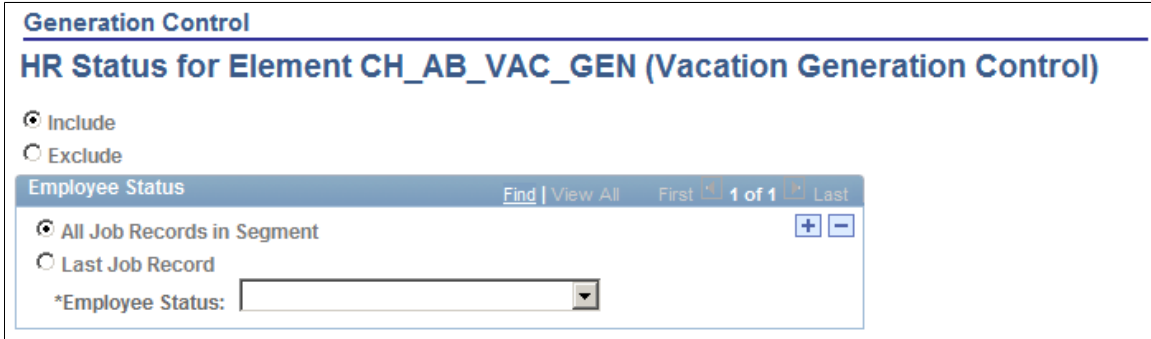 Generation Control
HR Status for Element CH_AB_VAC_GEN (Vacation Generation Control)
Include
Exclude
Employee Status Find | View All First 1 of 1 Last
All Job Records in Segment
Last Job Record
*Employee Status: